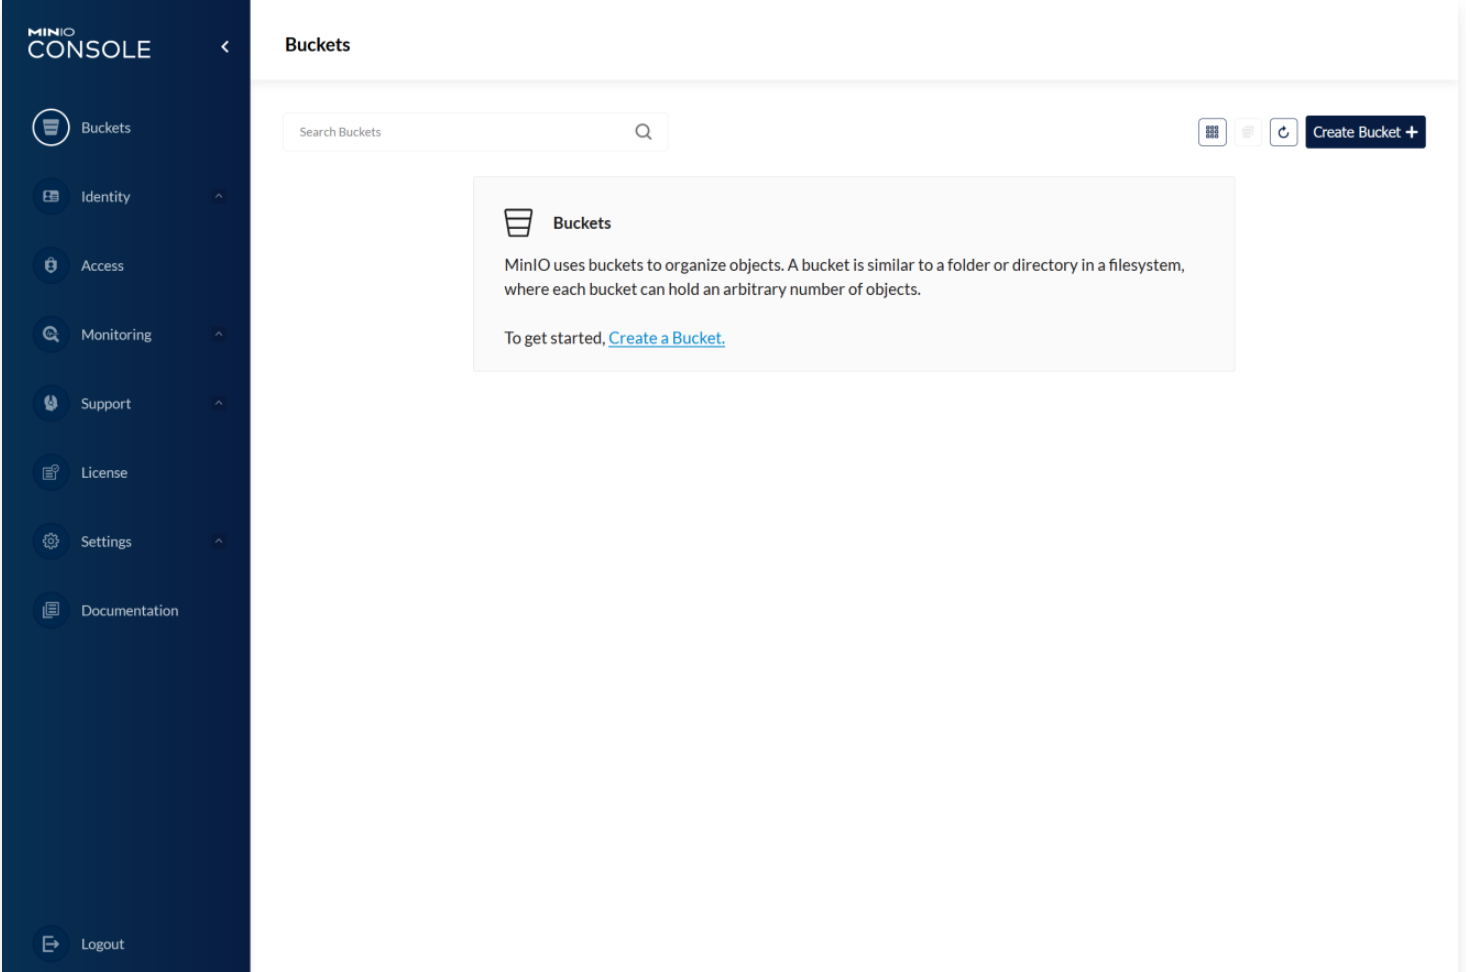 MINIO
CONSOLE
Buckets
Buckets
Identity
Access
Monitoring
Support
License
Settings
Documentation
Logout
Search Buckets
Create Bucket +
Buckets
MinIO uses buckets to organize objects. A bucket is similar to a folder or directory in a filesystem,
where each bucket can hold an arbitrary number of objects.
To get started, Create a Bucket.